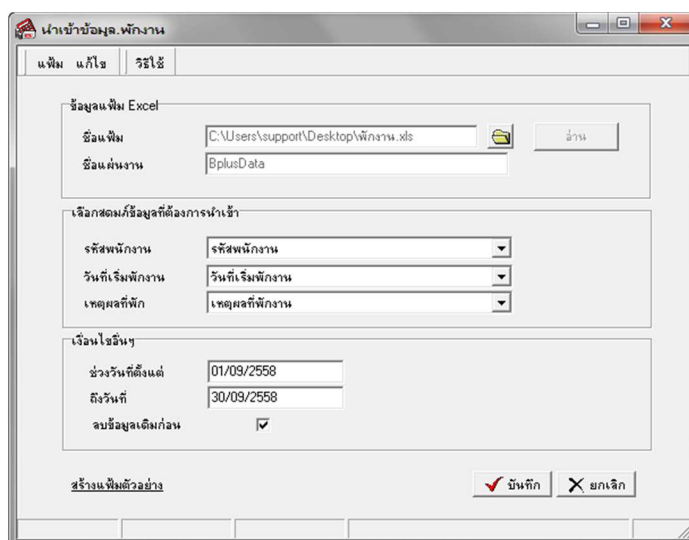 นำเข้าข้อมูล.พักงาน
แฟ้ม แก้ไข วิธีใช้
ข้อมูลแฟ้ม Excel
ชื่อแฟ้ม C:\Users\support\Desktop\พักงาน.xls อ่าน
ชื่อแผ่นงาน BplusData
เลือกสดมภ์ข้อมูลที่ต้องการนำเข้า
รหัสพนักงาน รหัสพนักงาน
วันที่เริ่มพักงาน วันที่เริ่มพักงาน
เหตุผลที่พัก เหตุผลที่พักงาน
เงื่อนไขอื่นๆ
ช่วงวันที่ตั้งแต่ 01/09/2558
ถึงวันที่ 30/09/2558
ลบข้อมูลเดิมก่อน
สร้างแฟ้มตัวอย่าง บันทึก ยกเลิก